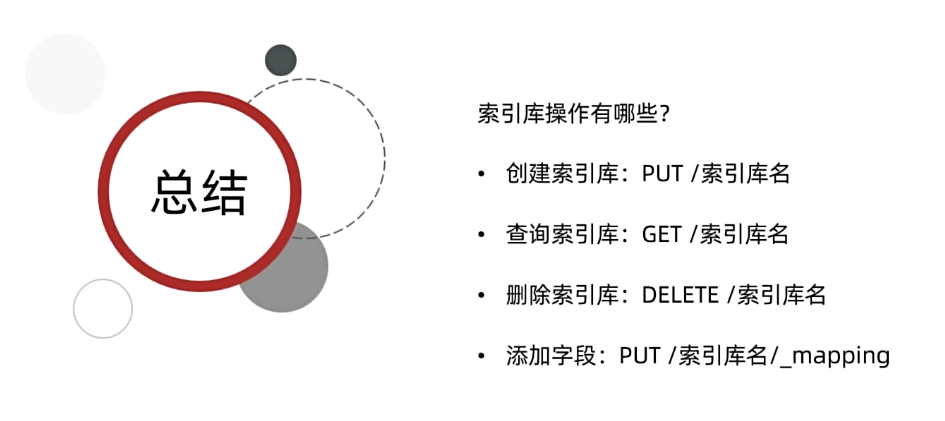 总结
索引库操作有哪些？
• 创建索引库：PUT /索引库名
• 查询索引库：GET /索引库名
• 删除索引库：DELETE /索引库名
• 添加字段：PUT /索引库名/_mapping